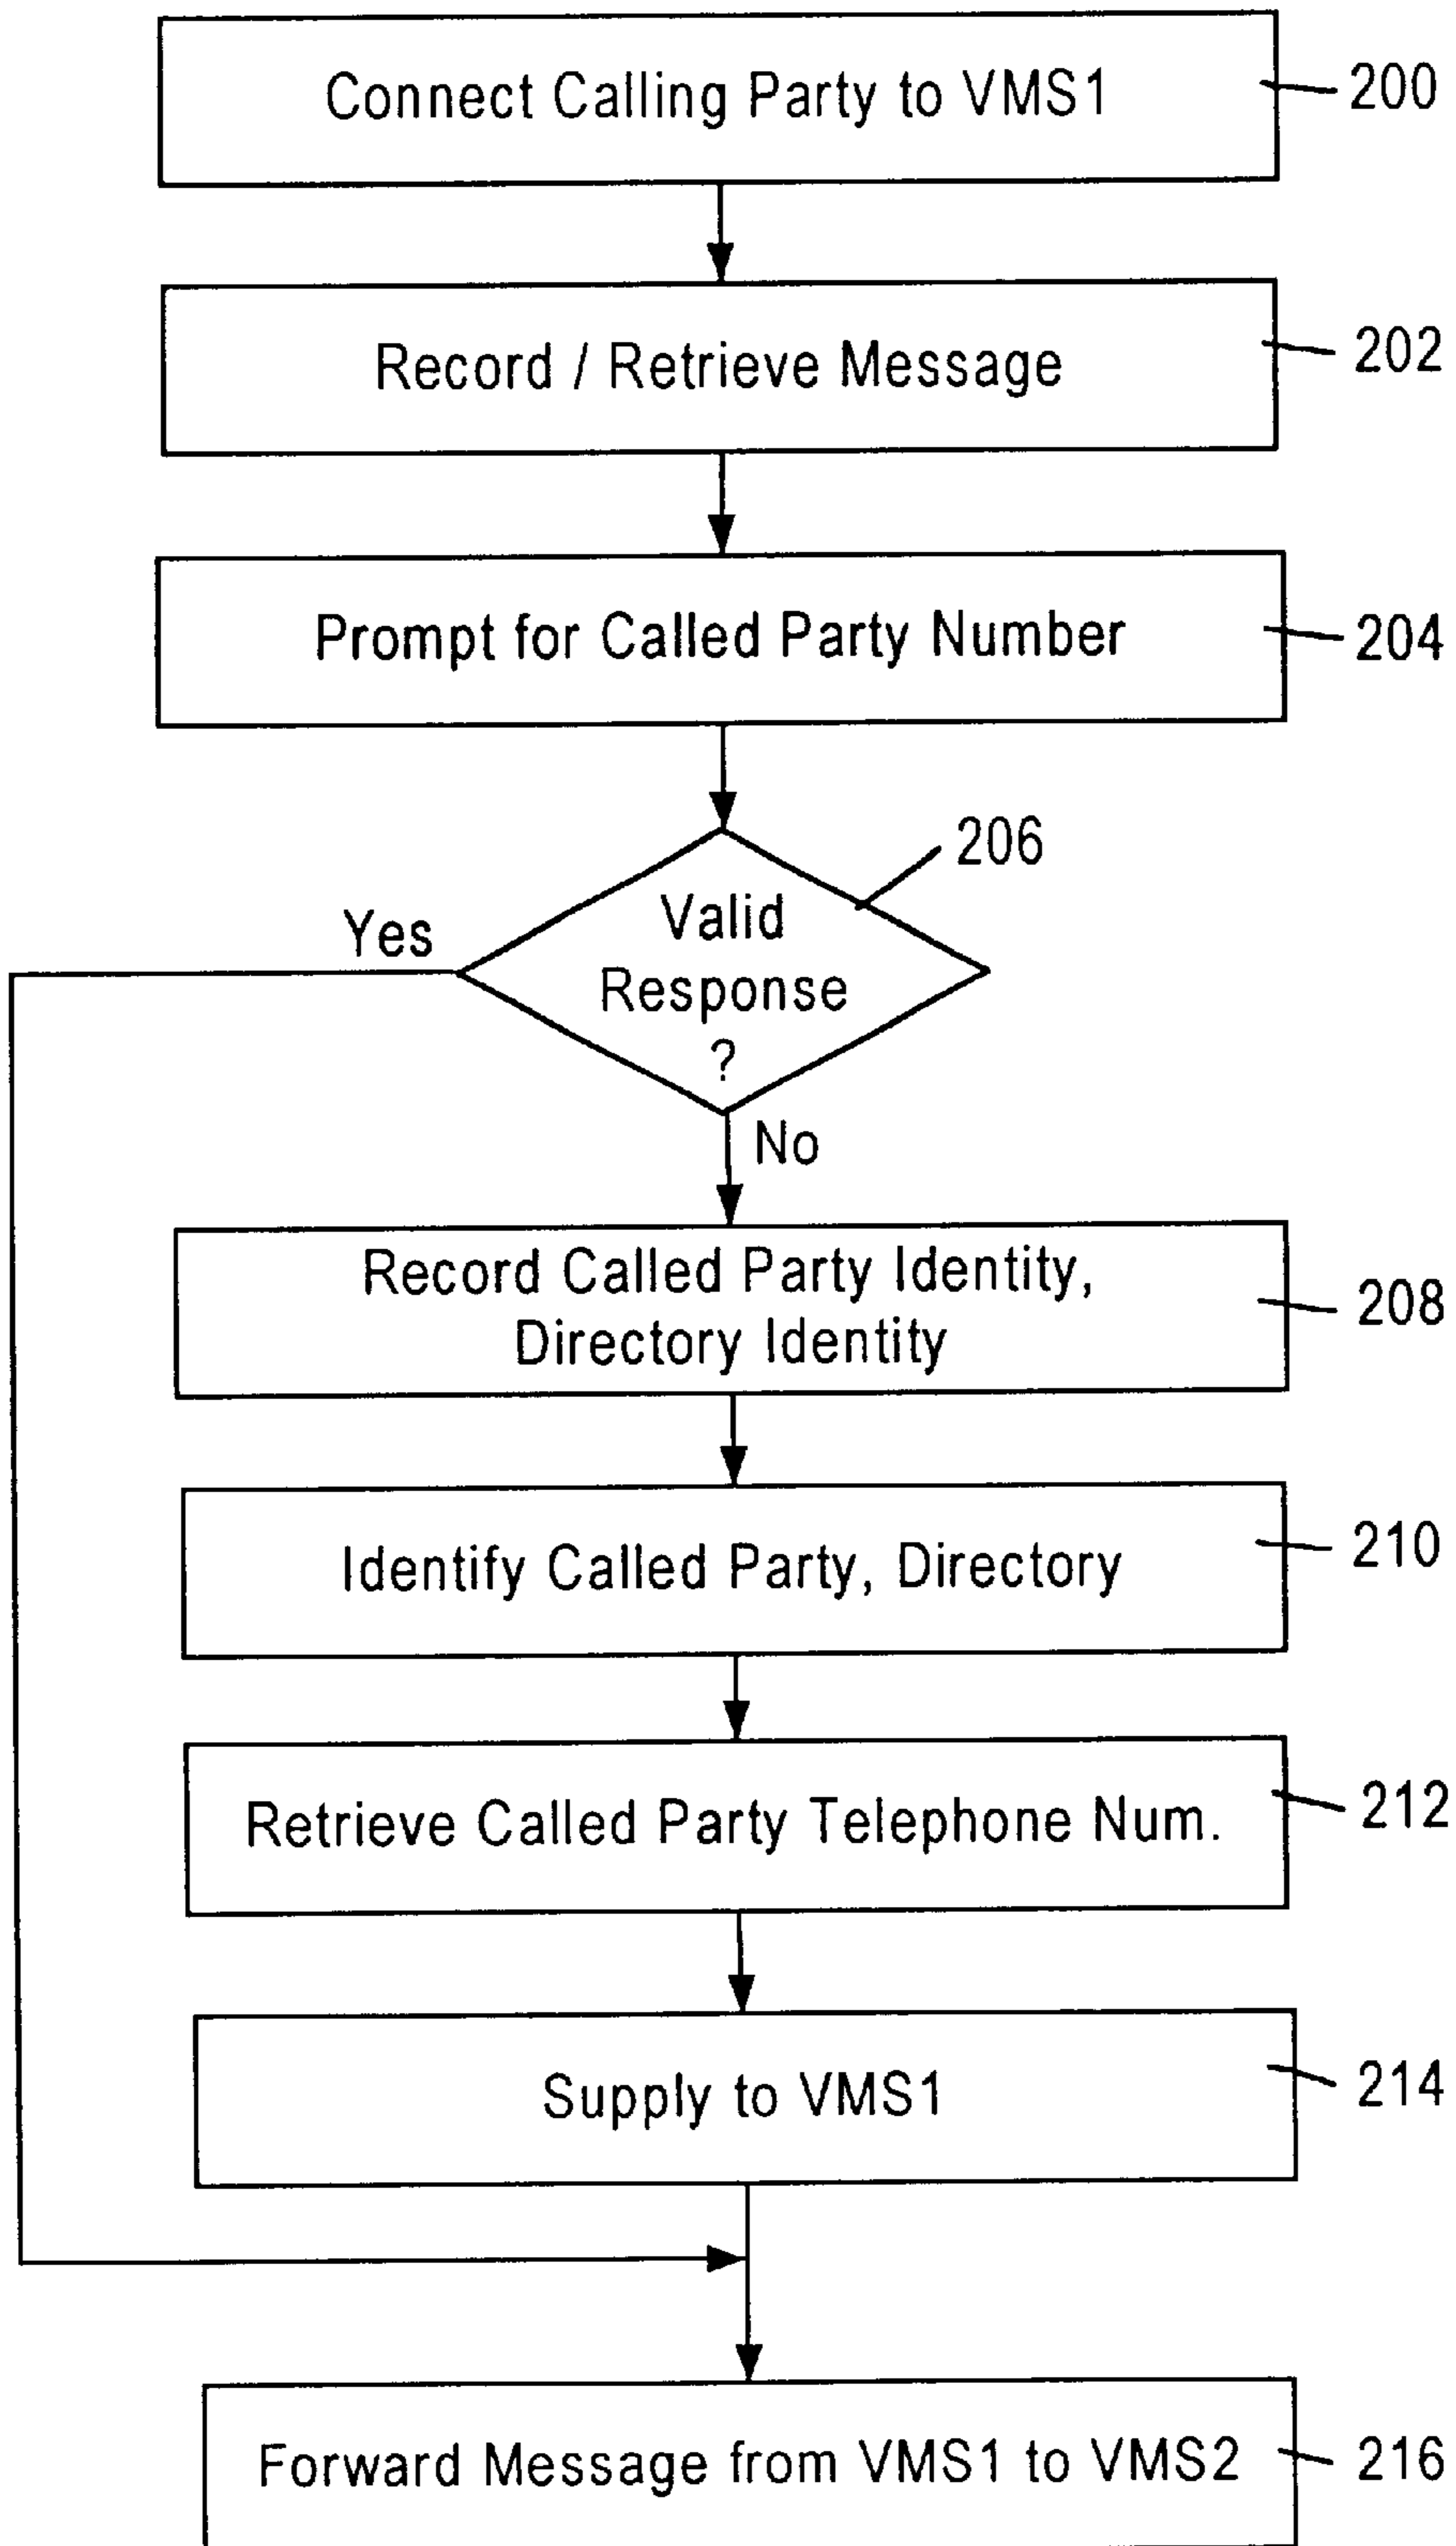 Connect Calling Party to VMS1
200
Record / Retrieve Message
202
Prompt for Called Party Number
204
206
Yes
Valid
Response
?
No
Record Called Party Identity,
Directory Identity
208
Identify Called Party, Directory
210
Retrieve Called Party Telephone Num.
212
Supply to VMS1
214
Forward Message from VMS1 to VMS2
216